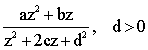 az² + bz
z² + 2cz + d² , d > 0